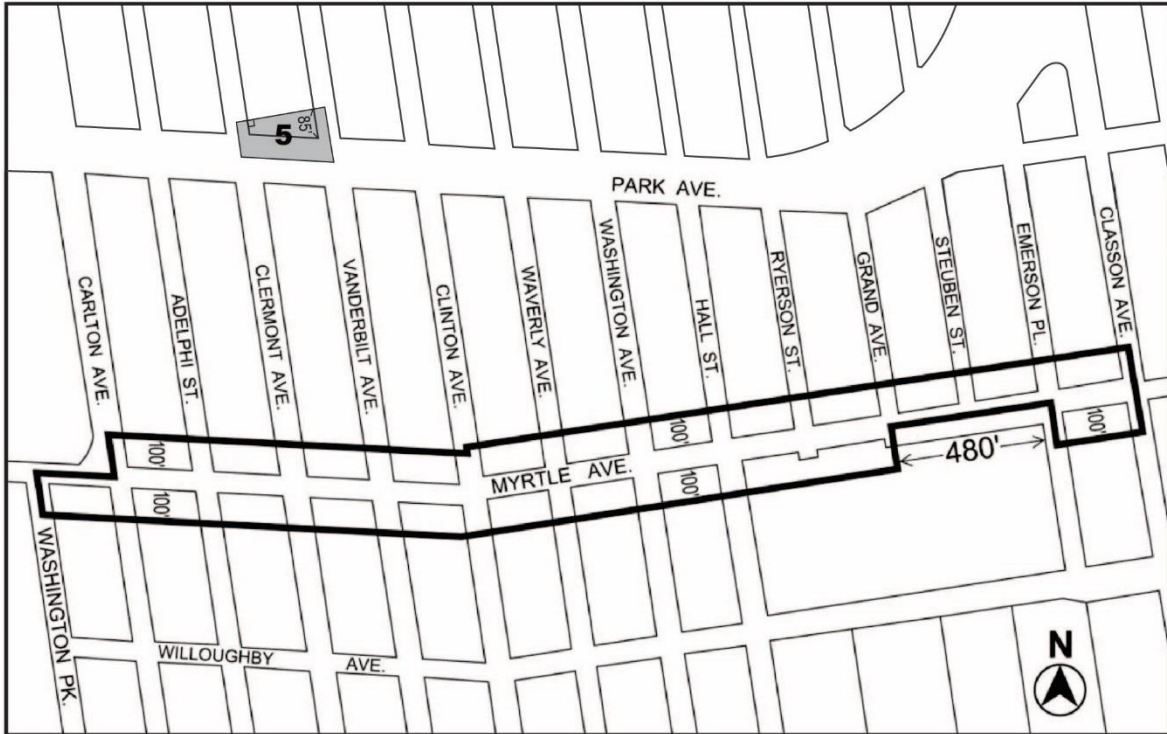 85'
5
PARK AVE.
CARLTON AVE.
ADELPHI ST.
CLERMONT AVE.
VANDERBILT AVE.
CLINTON AVE.
WAVERLY AVE.
WASHINGTON AVE.
HALL ST.
RYERSON ST.
GRAND AVE.
STEUBEN ST.
EMERSON PL.
CLASSON AVE.
100'
100'
100'
MYRTLE AVE.
480'
100'
100'
WASHINGTON PK.
WILLOUGHBY AVE.
N